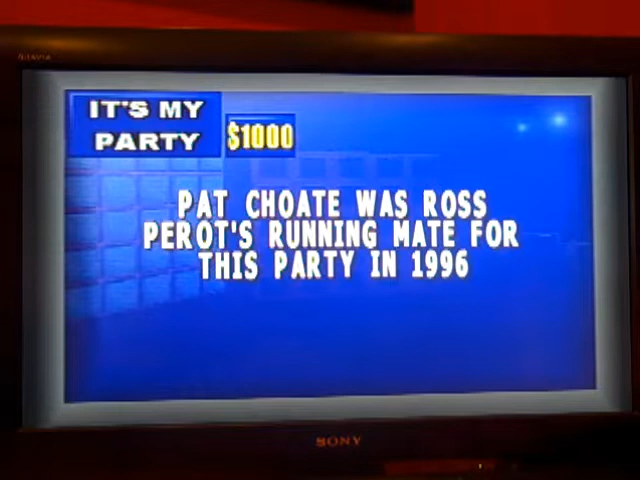 IT'S MY
PARTY
$1000
PAT CHOATE WAS ROSS
PEROT'S RUNNING MATE FOR
THIS PARTY IN 1996
SONY